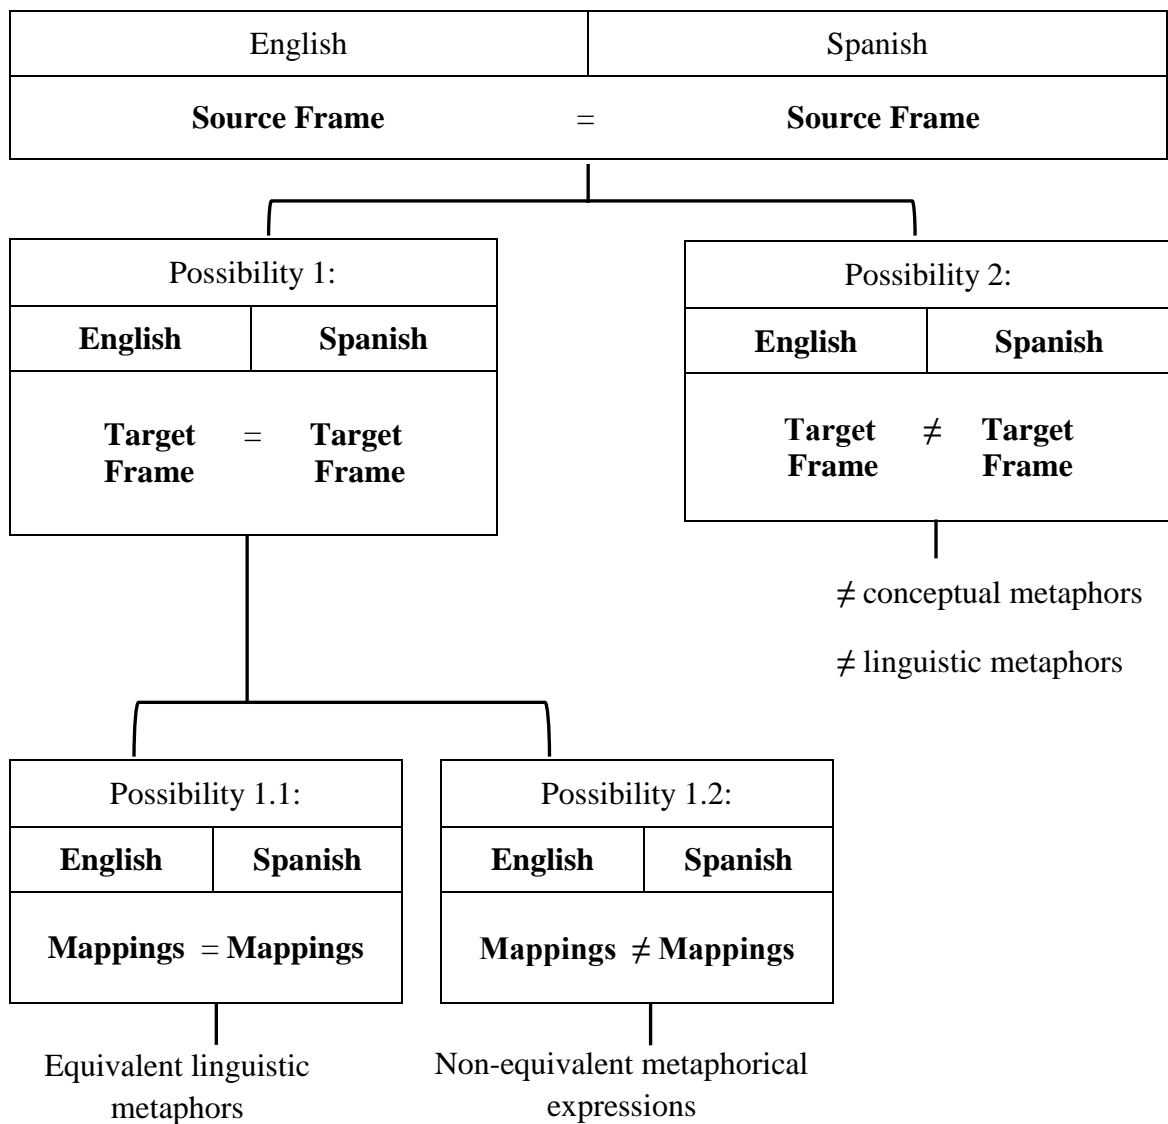 English Spanish
Source Frame = Source Frame
Possibility 1:
English Spanish
Target = Target
Frame Frame
Possibility 2:
English Spanish
Target ≠ Target
Frame Frame
≠ conceptual metaphors
≠ linguistic metaphors
Possibility 1.1:
English Spanish
Mappings = Mappings
Equivalent linguistic
metaphors
Possibility 1.2:
English Spanish
Mappings ≠ Mappings
Non-equivalent metaphorical
expressions